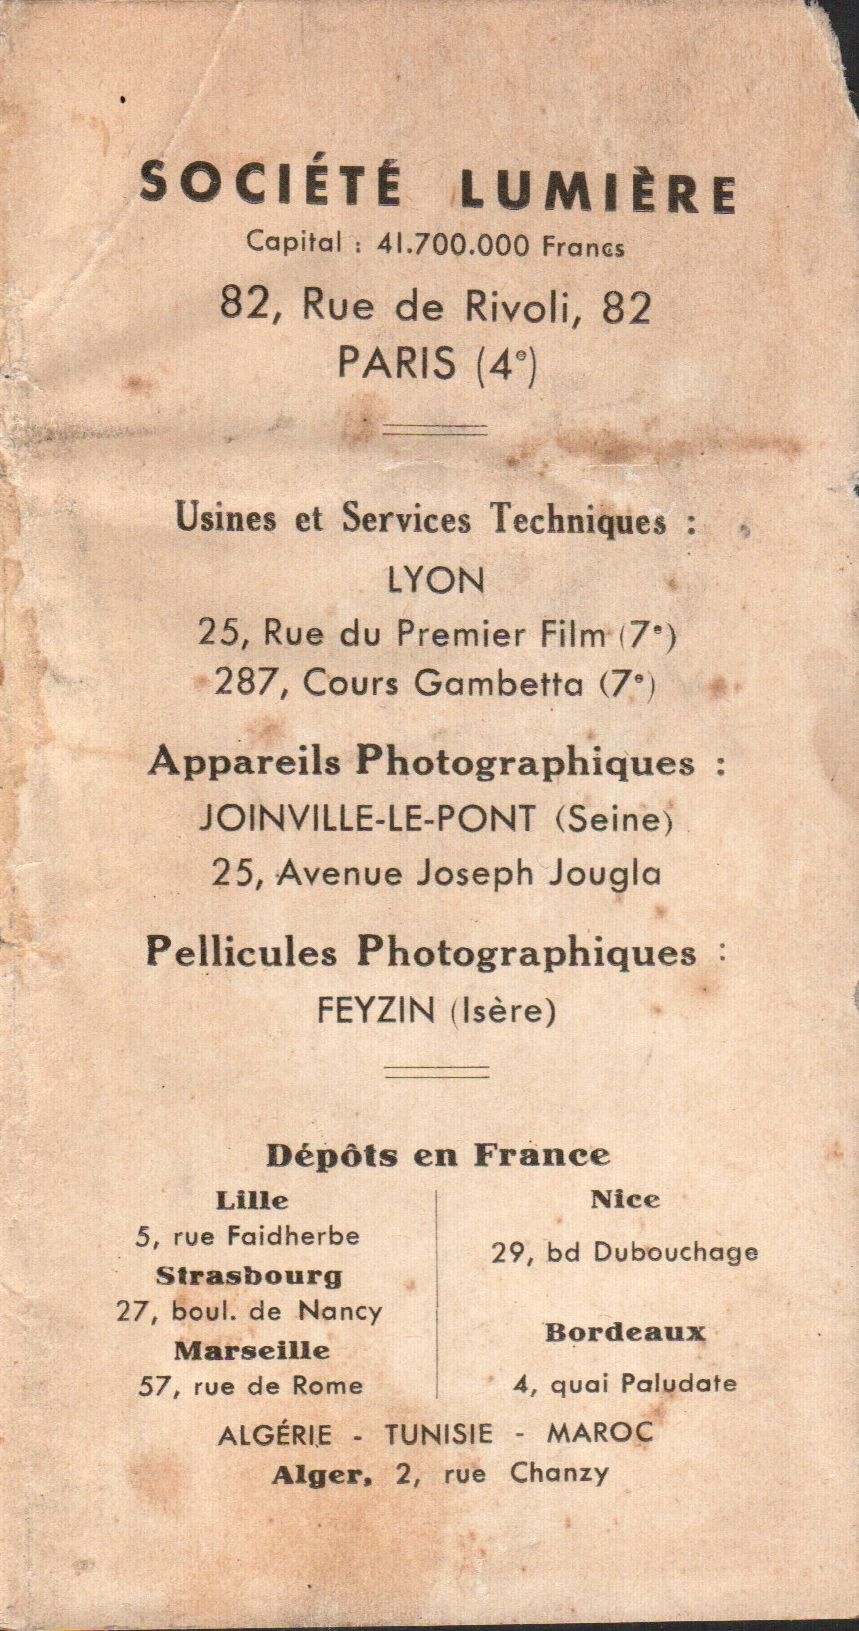 SOCIÉTÉ LUMIÈRE
Capital : 41.700.000 Francs
82, Rue de Rivoli, 82
PARIS (4e)
Usines et Services Techniques :
LYON
25, Rue du Premier Film (7e)
287, Cours Gambetta (7e)
Appareils Photographiques :
JOINVILLE-LE-PONT (Seine)
25, Avenue Joseph Jougla
Pellicules Photographiques :
FEYZIN (Isère)
Dépôts en France
Lille
5, rue Faidherbe
Strasbourg
27, boul. de Nancy
Marseille
57, rue de Rome
Nice
29, bd Dubouchage
Bordeaux
4, quai Paludate
ALGÉRIE - TUNISIE - MAROC
Alger, 2, rue Chanzy